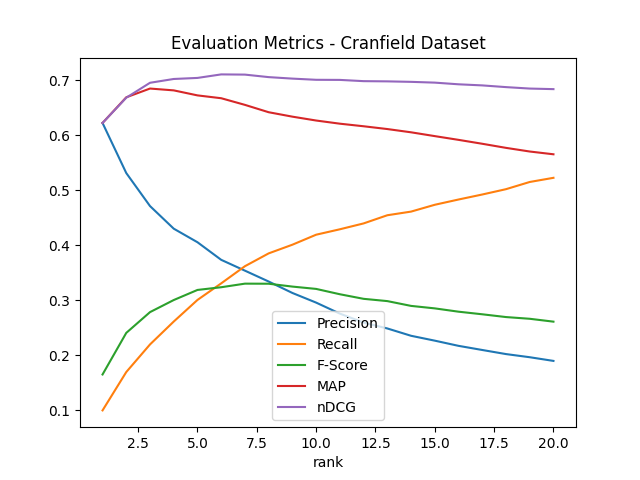 Evaluation Metrics - Cranfield Dataset
0.7
0.6
0.5
0.4
0.3
0.2
0.1
Precision
Recall
F-Score
MAP
nDCG
2.5 5.0 7.5 10.0 12.5 15.0 17.5 20.0
rank